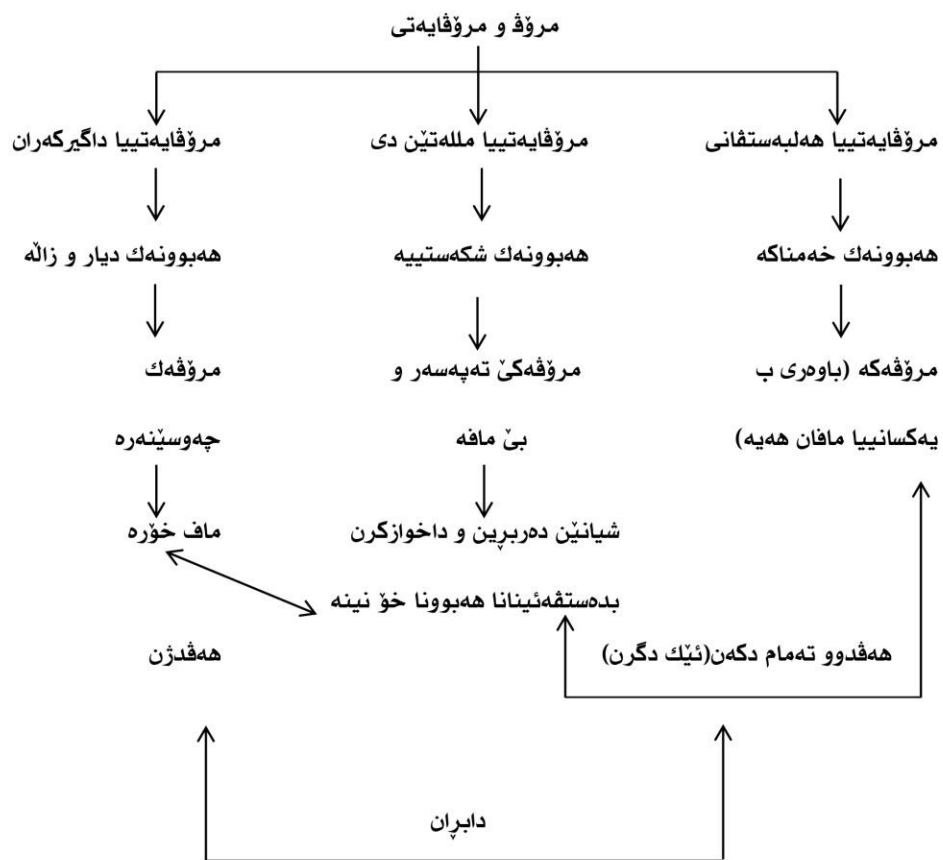 مرۆڤ و مرۆڤایەتی
مرۆڤایەتییا هەلبەستڤانی
مرۆڤایەتییا مللەتێن دی
مرۆڤایەتییا داگیرکەران
هەبوونەك خەمناکە
هەبوونەك شکەستییە
هەبوونەك دیار و زاڵە
مرۆڤەکە (باوەری ب
مرۆڤەکێ تەپەسەر و
مرۆڤەك
یەکسانییا مافان هەیە)
بێ مافە
چەوسێنەرە
شیانێن دەربڕین و داخوازکرن
ماف خۆرە
بدەستڤەئینانا هەبوونا خۆ نینە
هەڤدوو تەمام دکەن(ئێك دگرن)
هەڤدژن
دابڕان